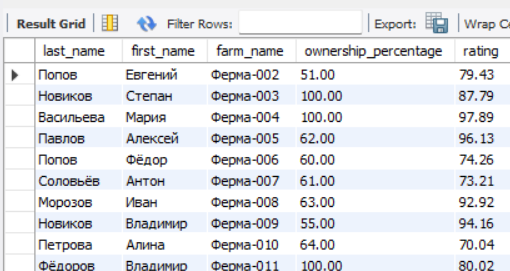 Result Grid Filter Rows: Export: Wrap Ce
last_name first_name farm_name ownership_percentage rating
Попов Евгений Ферма-002 51.00 79.43
Новиков Степан Ферма-003 100.00 87.79
Васильева Мария Ферма-004 100.00 97.89
Павлов Алексей Ферма-005 62.00 96.13
Попов Фёдор Ферма-006 60.00 74.26
Соловьёв Антон Ферма-007 61.00 73.21
Морозов Иван Ферма-008 63.00 92.92
Новиков Владимир Ферма-009 55.00 94.16
Петрова Алина Ферма-010 64.00 70.04
Фёдоров Владимир Ферма-011 100.00 80.02